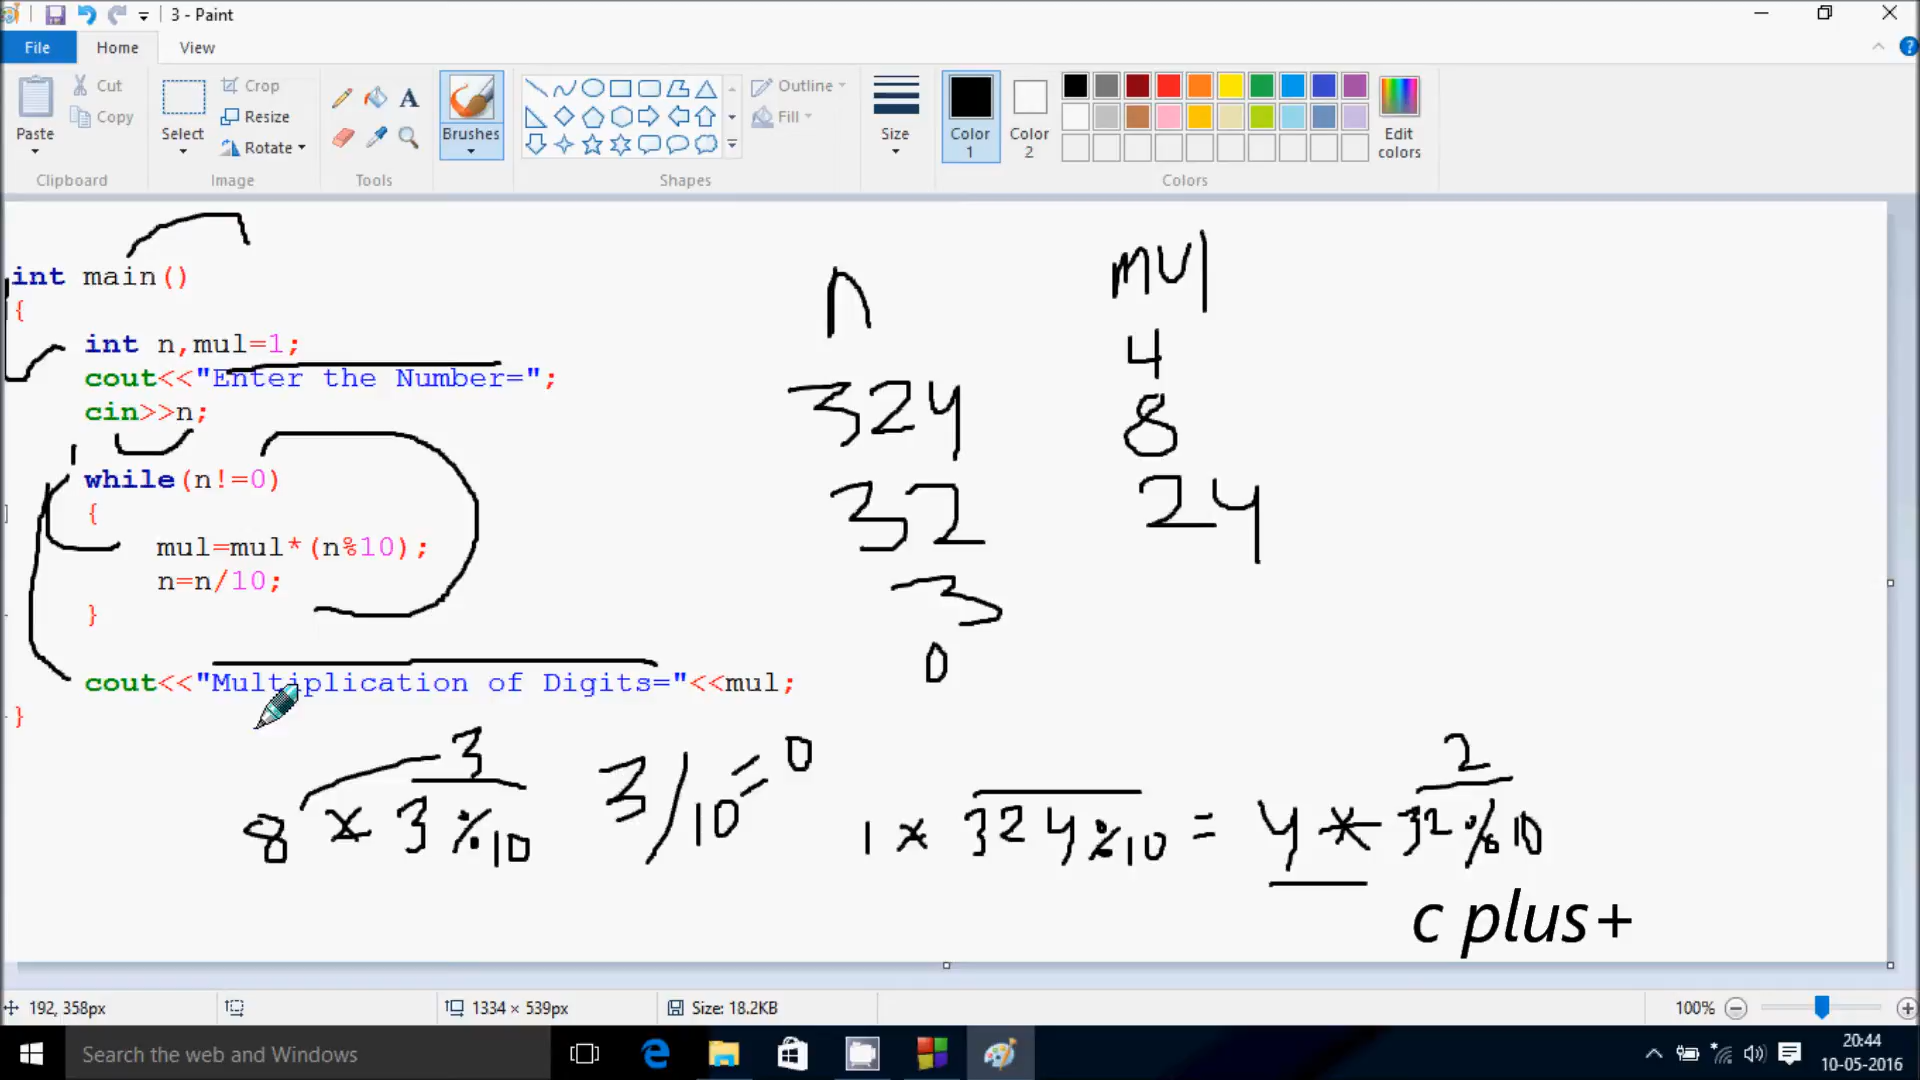 3 - Paint
File Home View
Paste
Cut
Copy
Clipboard
Select
Crop
Resize
Rotate
Image
Tools
Brushes
Outline
Fill
Shapes
Size
Color 1
Color 2
Edit colors
Colors
int main()
{
int n,mul=1;
cout<<"Enter the Number=";
cin>>n;
while(n!=0)
{
mul=mul*(n%10);
n=n/10;
}
cout<<"Multiplication of Digits="<<mul;
}
n mul
324 4
32 8
3 24
0
3
8 * 3 % 10
3/10 = 0
2
1 * 324 % 10 = 4 * 32 % 10
c plus+
192, 358px
1334 × 539px
Size: 18.2KB
100%
Search the web and Windows
20:44
10-05-2016